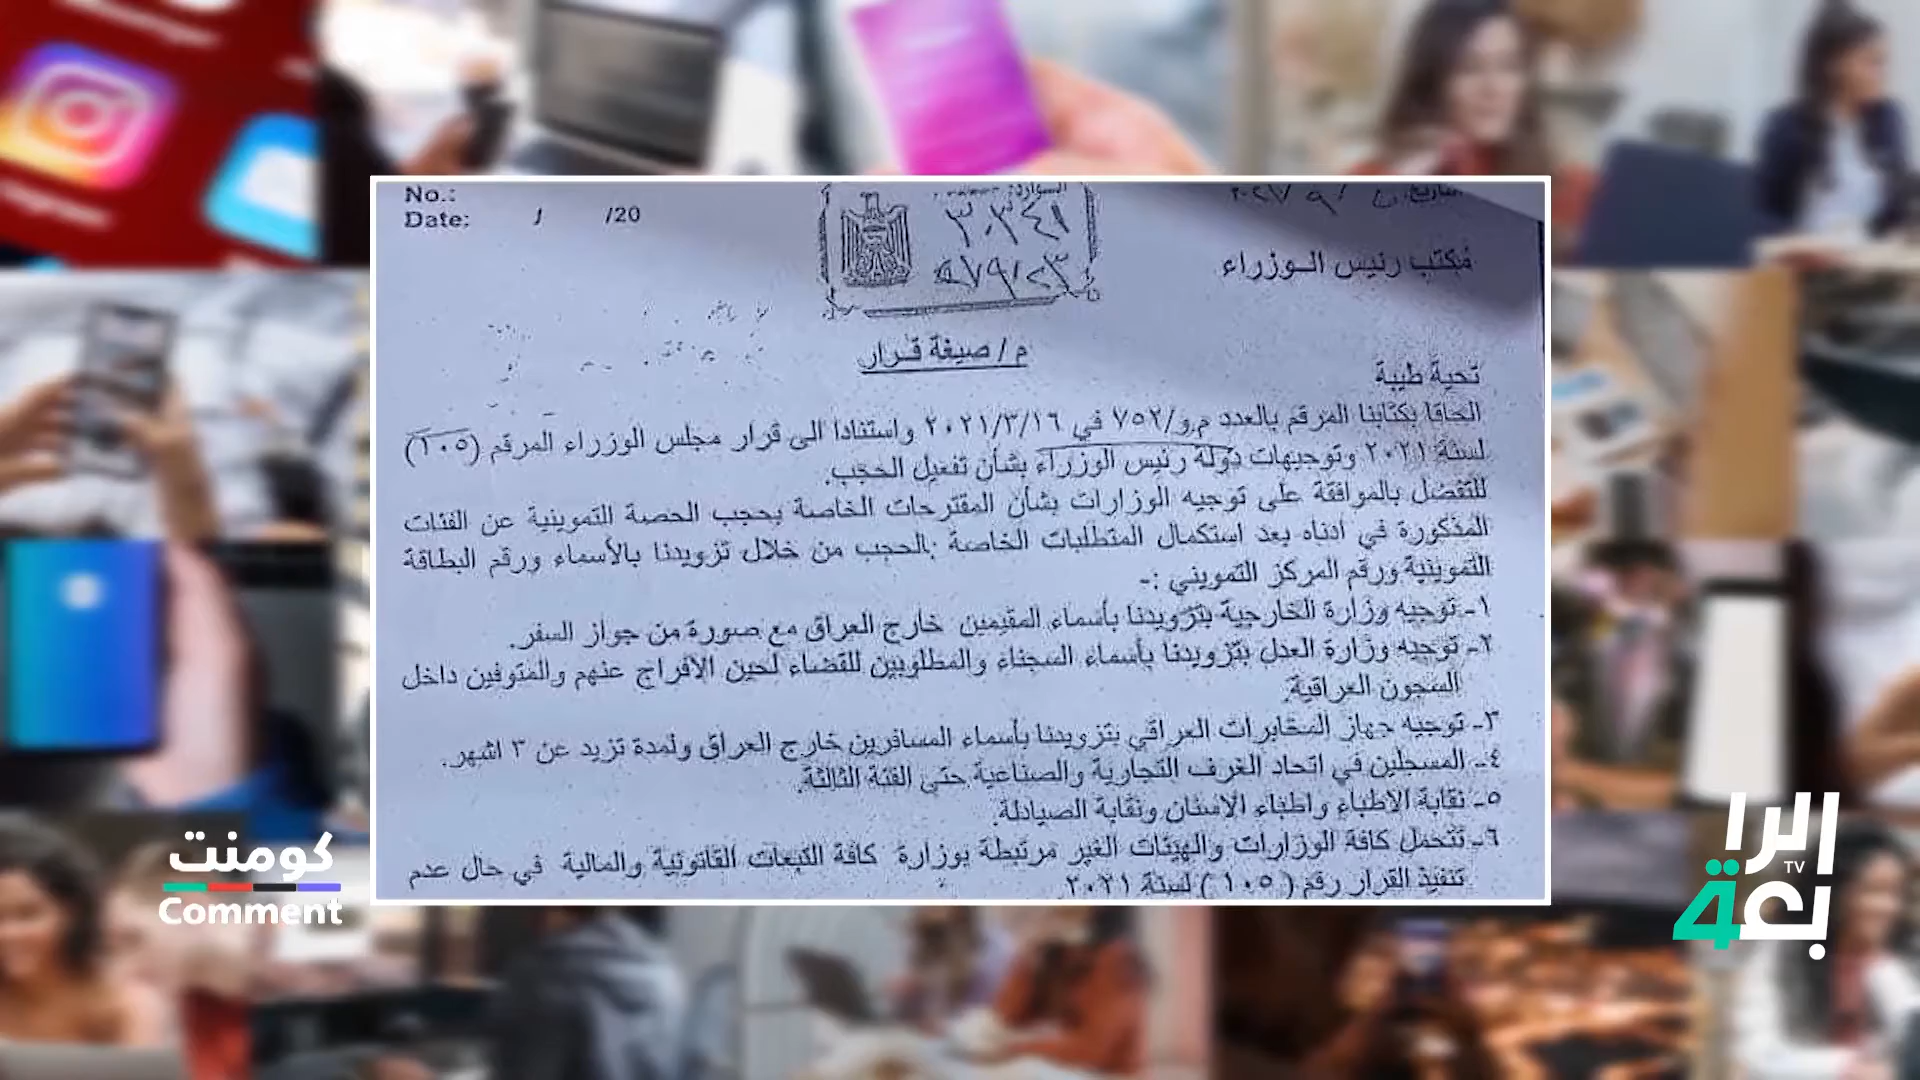 No.:
Date: / /20
٣٠٣٤١
مكتب رئيس الوزراء
م/ صيغة قرار
تحية طيبة
الحاقا بكتابنا المرقم بالعدد م.و/٧٥٢ في ٢٠٢١/٣/١٦ واستنادا الى قرار مجلس الوزراء المرقم (١٠٥)
لسنة ٢٠٢١ وتوجيهات دولة رئيس الوزراء بشأن تفعيل الحجب.
للتفضل بالموافقة على توجيه الوزارات بشأن المقترحات الخاصة بحجب الحصة التموينية عن الفئات
المذكورة في ادناه بعد استكمال المتطلبات الخاصة بالحجب من خلال تزويدنا بالأسماء ورقم البطاقة
التموينية ورقم المركز التمويني :-
١- توجيه وزارة الخارجية بتزويدنا بأسماء المقيمين خارج العراق مع صورة من جواز السفر.
٢- توجيه وزارة العدل بتزويدنا بأسماء السجناء والمطلوبين للقضاء لحين الافراج عنهم والمتوفين داخل
السجون العراقية.
٣- توجيه جهاز المخابرات العراقي بتزويدنا بأسماء المسافرين خارج العراق ولمدة تزيد عن ٣ اشهر.
٤- المسجلين في اتحاد الغرف التجارية والصناعية حتى الفئة الثالثة.
٥- نقابة الاطباء واطباء الاسنان ونقابة الصيادلة.
٦- تتحمل كافة الوزارات والهيئات الغير مرتبطة بوزارة كافة التبعات القانونية والمالية في حال عدم
تنفيذ القرار رقم (١٠٥) لسنة ٢٠٢١
كومنت
Comment
الرا
بعة
TV
4